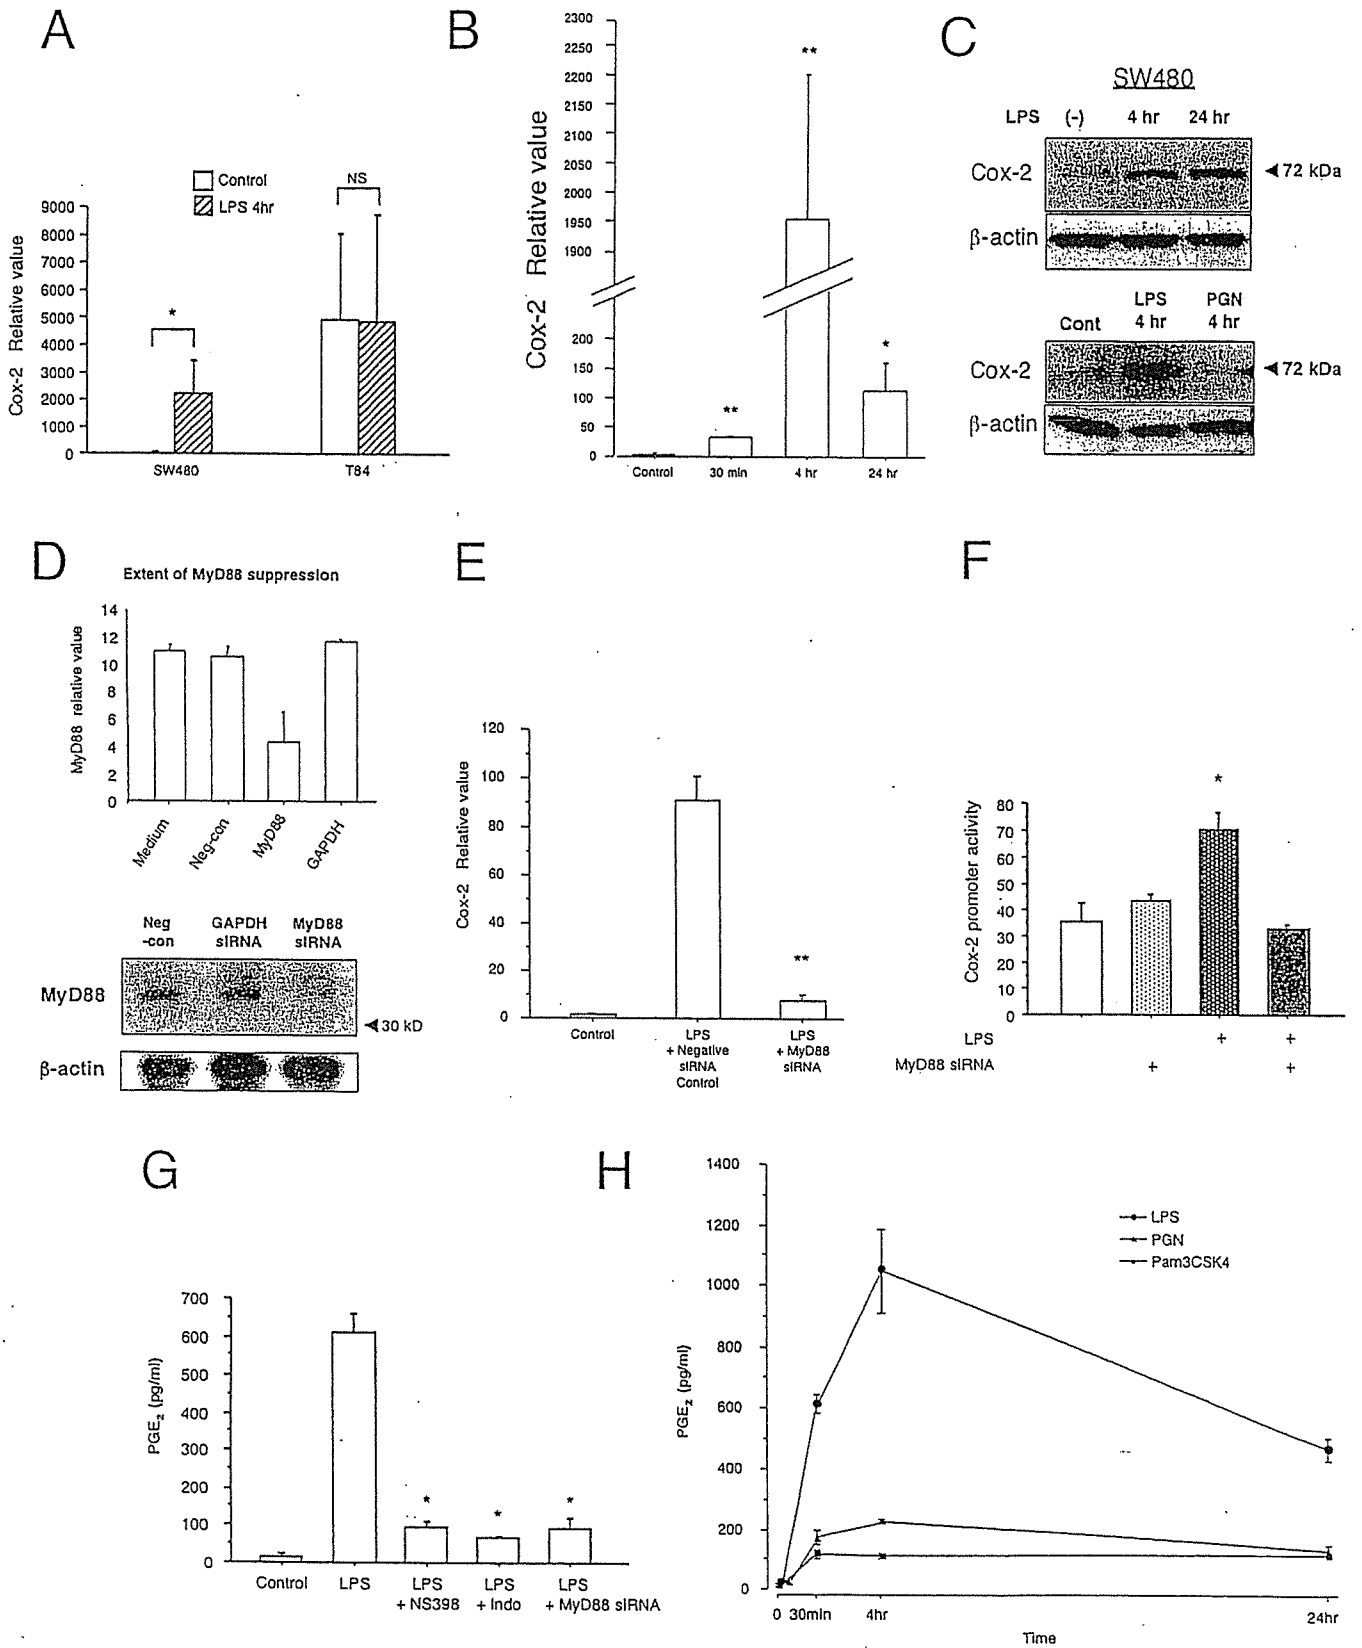 A
Control
LPS 4hr
NS
*
Cox-2 Relative value
9000
8000
7000
6000
5000
4000
3000
2000
1000
0
SW480
T84
B
Cox-2 Relative value
2300
2250
2200
2150
2100
2050
2000
1950
1900
200
150
100
50
0
**
**
*
Control
30 min
4 hr
24 hr
C
SW480
LPS (-) 4 hr 24 hr
Cox-2
72 kDa
β-actin
Cont LPS 4 hr PGN 4 hr
Cox-2
72 kDa
β-actin
D
Extent of MyD88 suppression
MyD88 relative value
14
12
10
8
6
4
2
0
Medium
Neg-con
MyD88
GAPDH
Neg -con
GAPDH siRNA
MyD88 siRNA
MyD88
30 kD
β-actin
E
Cox-2 Relative value
120
100
80
60
40
20
0
**
Control
LPS + Negative siRNA Control
LPS + MyD88 siRNA
F
Cox-2 promoter activity
80
70
60
50
40
30
20
10
0
*
LPS + +
MyD88 siRNA + +
G
PGE2 (pg/ml)
700
600
500
400
300
200
100
0
*
*
*
Control
LPS
LPS + NS398
LPS + Indo
LPS + MyD88 siRNA
H
PGE2 (pg/ml)
1400
1200
1000
800
600
400
200
0
LPS
PGN
Pam3CSK4
0 30min 4hr 24hr
Time